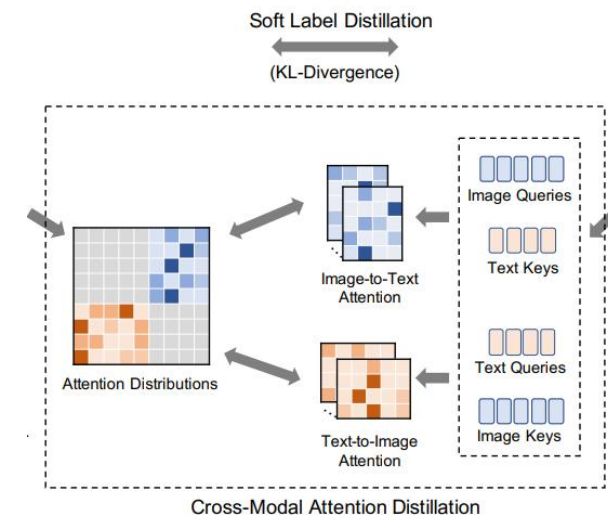 Soft Label Distillation
(KL-Divergence)
Image Queries
Text Keys
Image-to-Text
Attention
Attention Distributions
Text Queries
Image Keys
Text-to-Image
Attention
Cross-Modal Attention Distillation